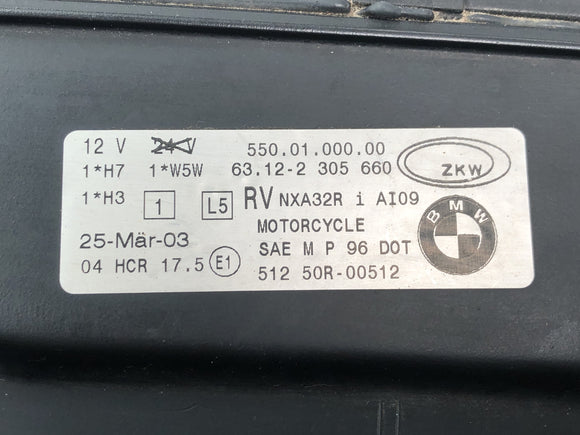 12 V 24 V 550.01.000.00
1*H7 1*W5W 63.12-2 305 660 ZKW
1*H3 1 L5 RV NXA32R i AI09
MOTORCYCLE BMW
25-Mär-03 SAE M P 96 DOT
04 HCR 17.5 E1 512 50R-00512